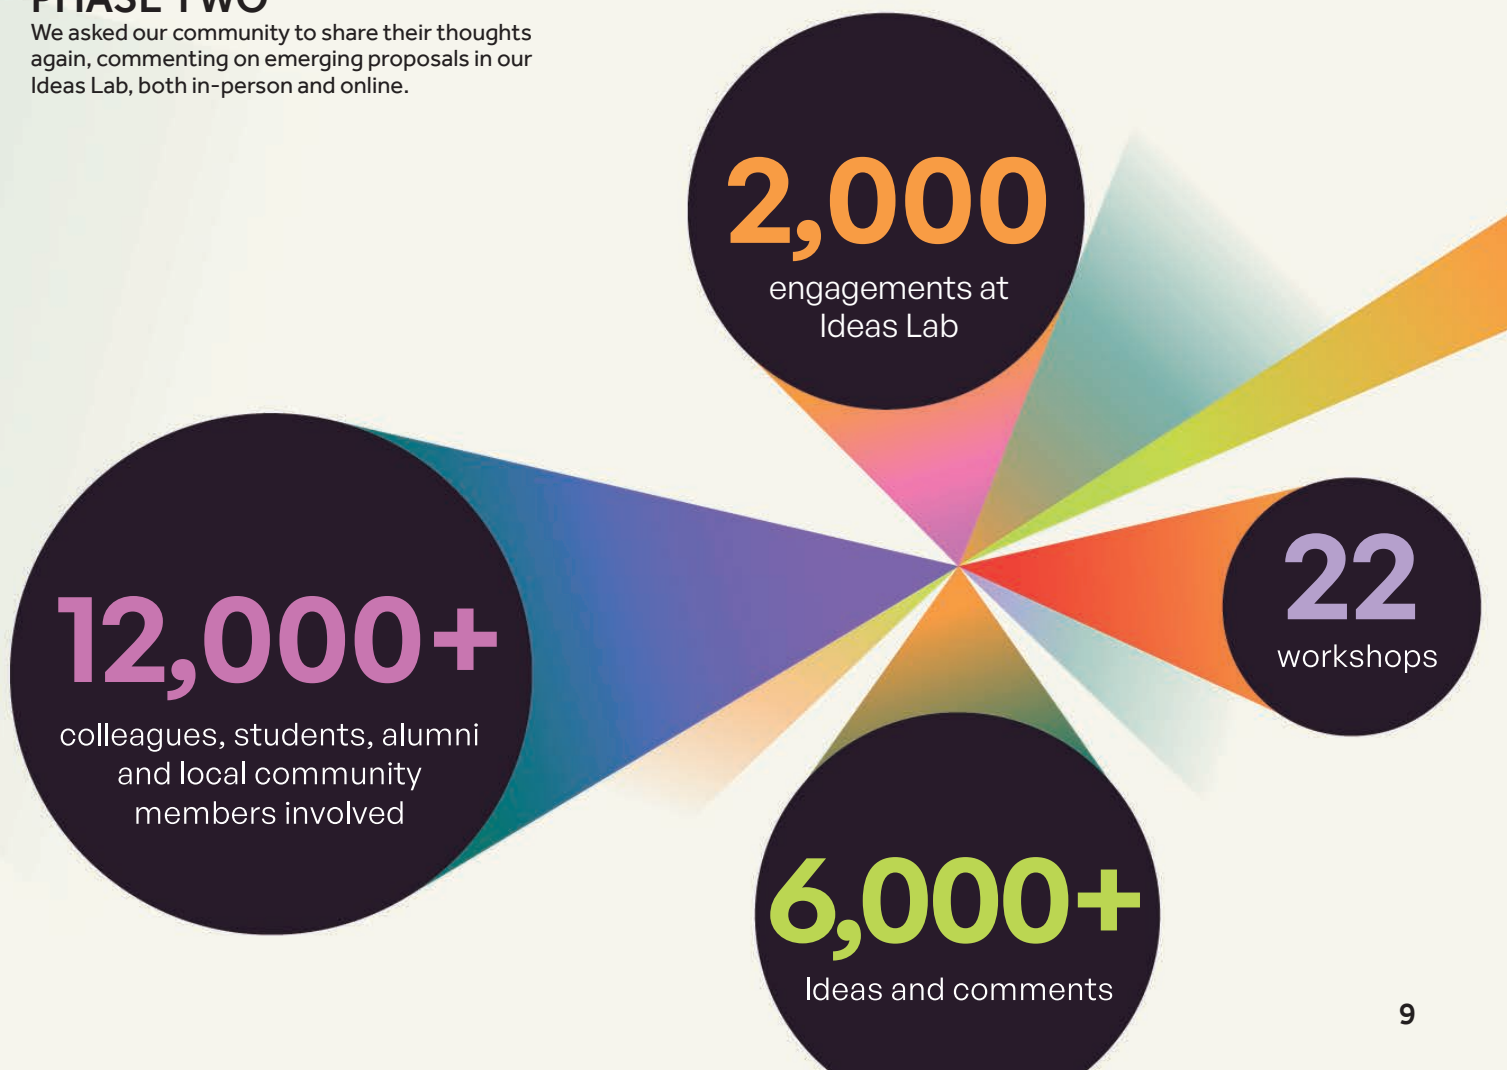 PHASE TWO
We asked our community to share their thoughts
again, commenting on emerging proposals in our
Ideas Lab, both in-person and online.
2,000
engagements at
Ideas Lab
12,000+
colleagues, students, alumni
and local community
members involved
22
workshops
6,000+
Ideas and comments
9